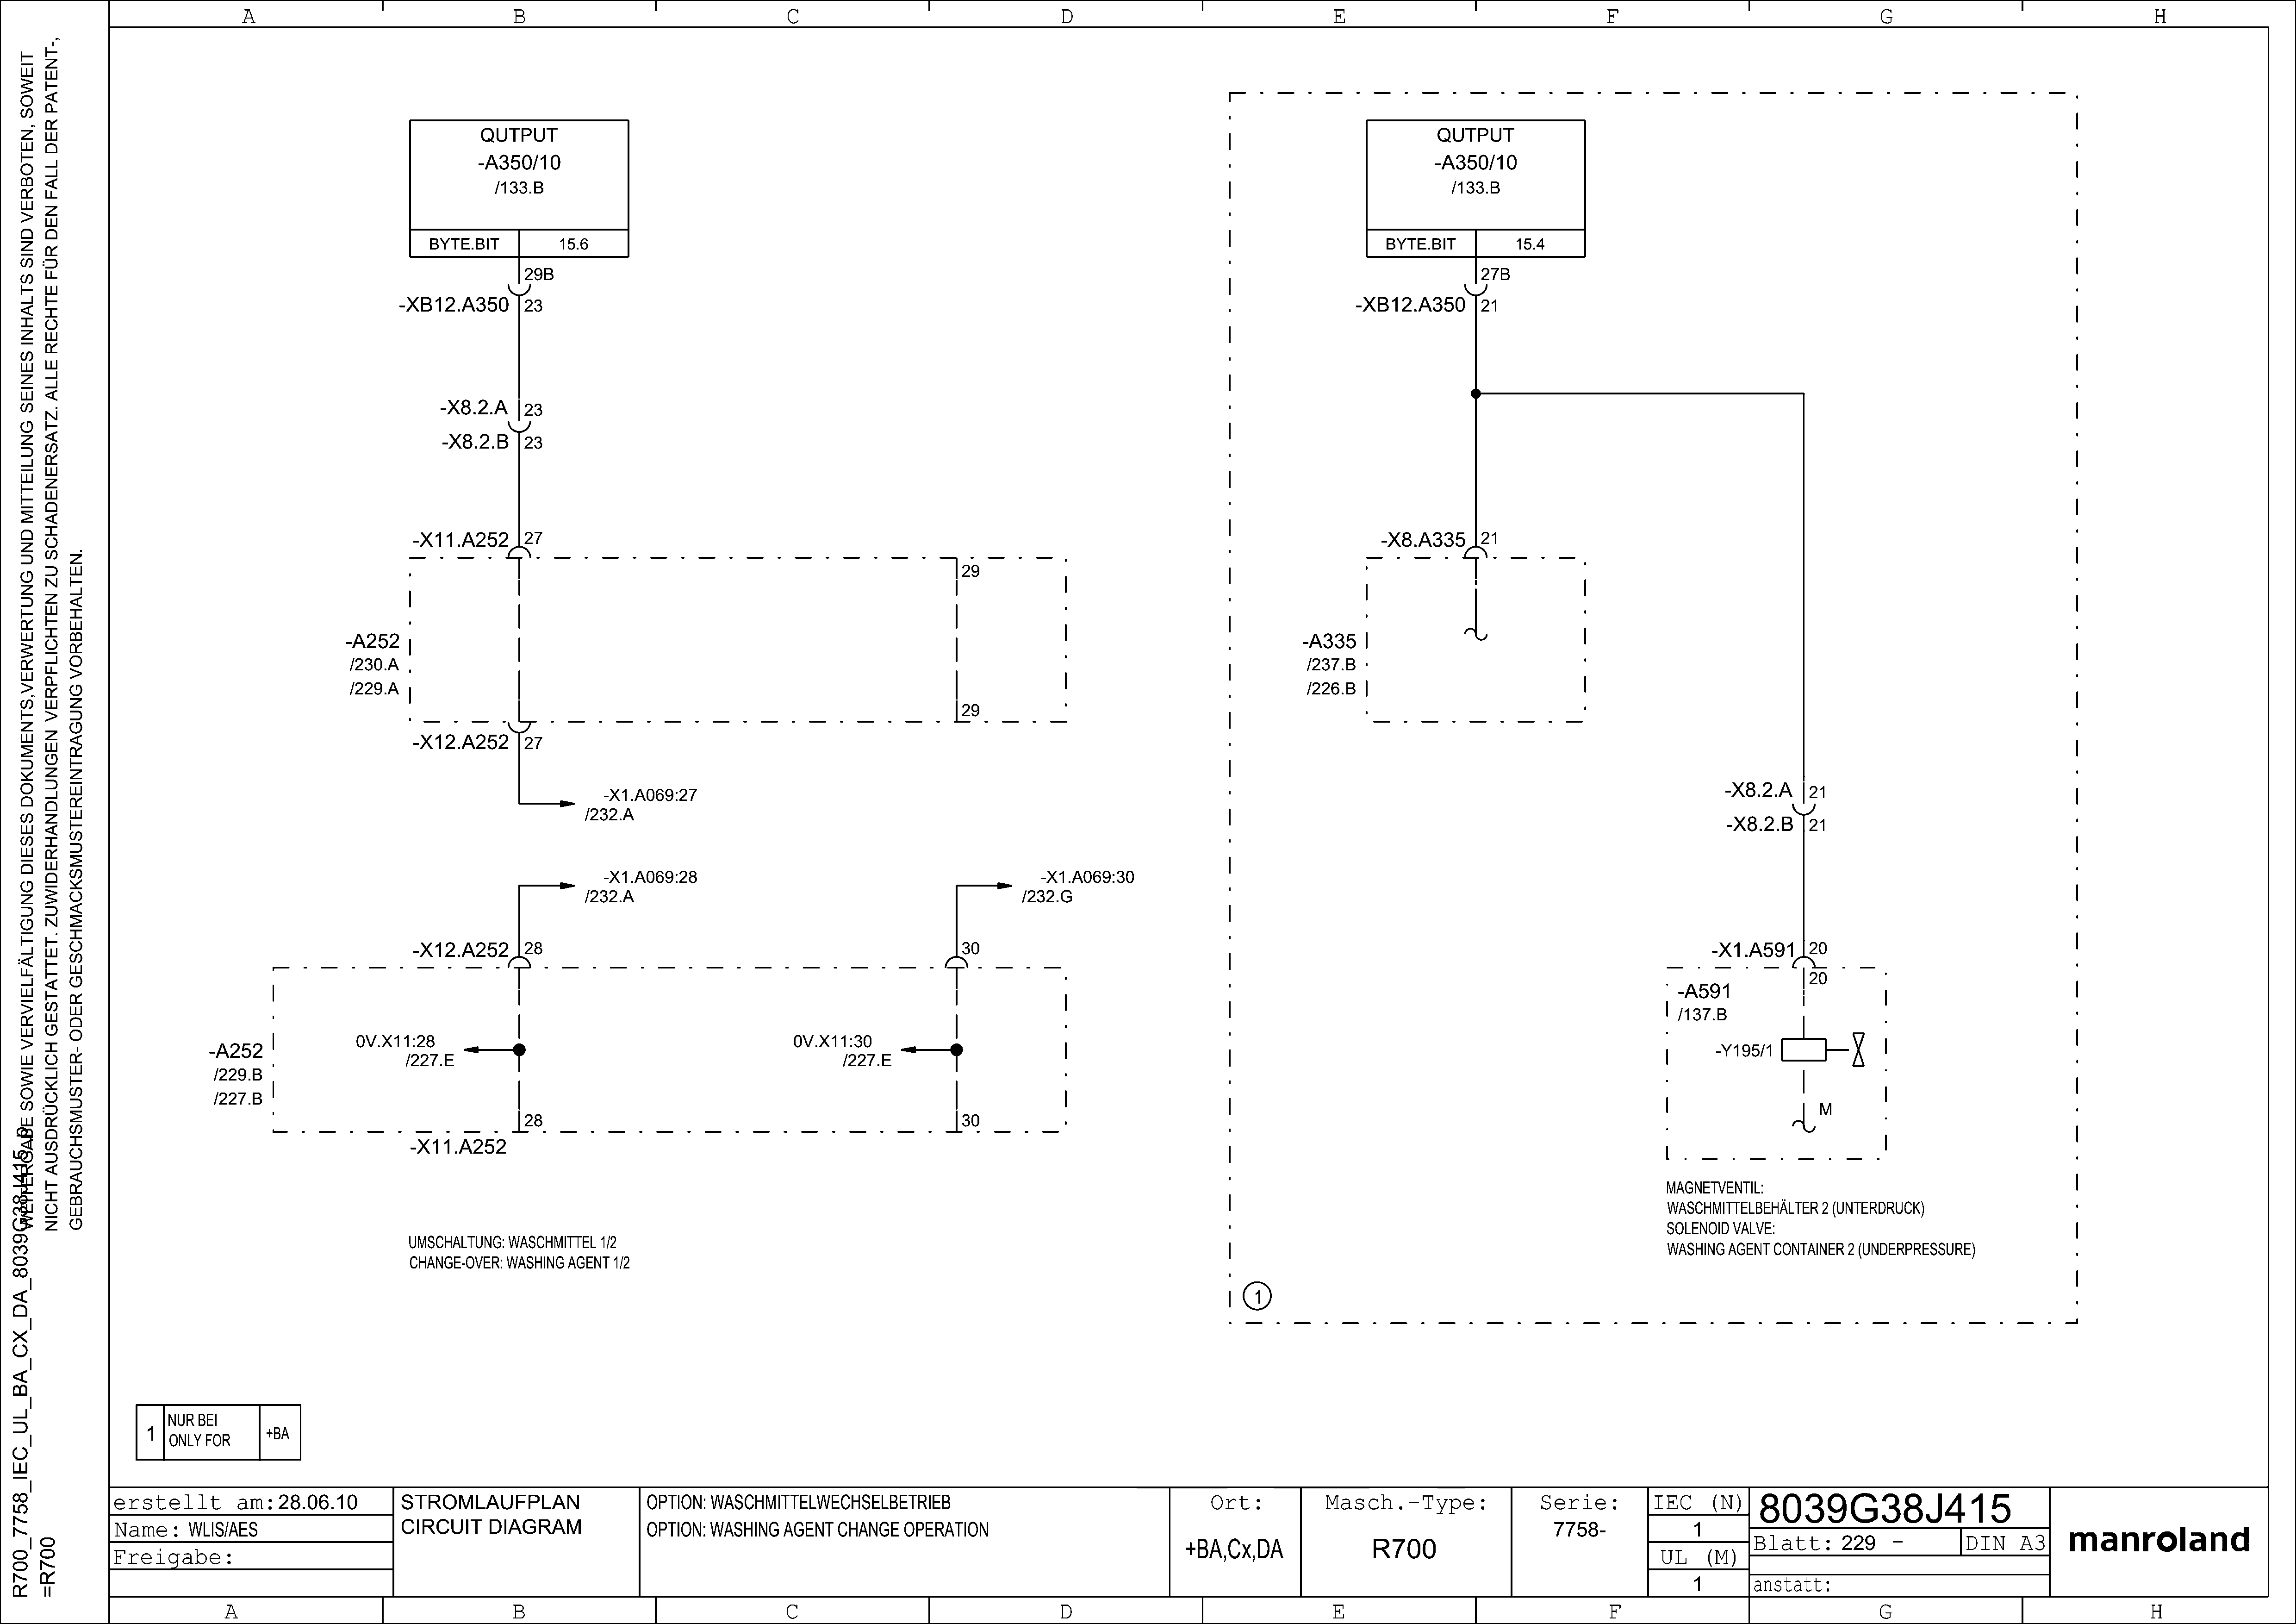 A B C D E F G H
WEITERGABE SOWIE VERVIELFÄLTIGUNG DIESES DOKUMENTS,VERWERTUNG UND MITTEILUNG SEINES INHALTS SIND VERBOTEN, SOWEIT
NICHT AUSDRÜCKLICH GESTATTET. ZUWIDERHANDLUNGEN VERPFLICHTEN ZU SCHADENERSATZ. ALLE RECHTE FÜR DEN FALL DER PATENT-,
GEBRAUCHSMUSTER- ODER GESCHMACKSMUSTEREINTRAGUNG VORBEHALTEN.
=R700
QUTPUT
-A350/10
/133.B
BYTE.BIT 15.6
29B
-XB12.A350 23
-X8.2.A 23
-X8.2.B 23
-X11.A252 27
29
-A252
/230.A
/229.A
29
-X12.A252 27
-X1.A069:27
/232.A
-X1.A069:28
/232.A
-X1.A069:30
/232.G
-X12.A252 28
30
0V.X11:28
/227.E
0V.X11:30
/227.E
-A252
/229.B
/227.B
28
30
-X11.A252
UMSCHALTUNG: WASCHMITTEL 1/2
CHANGE-OVER: WASHING AGENT 1/2
QUTPUT
-A350/10
/133.B
BYTE.BIT 15.4
27B
-XB12.A350 21
-X8.A335 21
-A335
/237.B
/226.B
-X8.2.A 21
-X8.2.B 21
-X1.A591 20
20
-A591
/137.B
-Y195/1
M
MAGNETVENTIL:
WASCHMITTELBEHÄLTER 2 (UNTERDRUCK)
SOLENOID VALVE:
WASHING AGENT CONTAINER 2 (UNDERPRESSURE)
1
1 NUR BEI
ONLY FOR +BA
erstellt am: 28.06.10
Name: WLIS/AES
Freigabe:
STROMLAUFPLAN
CIRCUIT DIAGRAM
OPTION: WASCHMITTELWECHSELBETRIEB
OPTION: WASHING AGENT CHANGE OPERATION
Ort:
+BA,Cx,DA
Masch.-Type:
R700
Serie:
7758-
IEC (N)
1
UL (M)
1
8039G38J415
Blatt: 229 - DIN A3
anstatt:
manroland
A B C D E F G H